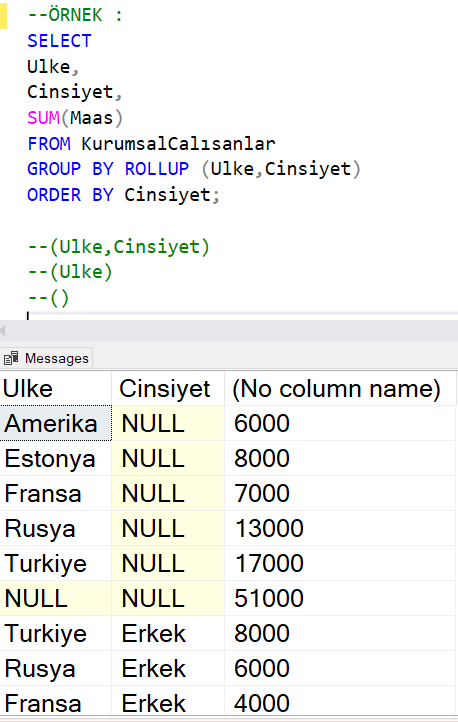 --ÖRNEK :
SELECT
Ulke,
Cinsiyet,
SUM(Maas)
FROM KurumsalCalısanlar
GROUP BY ROLLUP (Ulke,Cinsiyet)
ORDER BY Cinsiyet;
--(Ulke,Cinsiyet)
--(Ulke)
--()
Messages
Ulke Cinsiyet (No column name)
Amerika NULL 6000
Estonya NULL 8000
Fransa NULL 7000
Rusya NULL 13000
Turkiye NULL 17000
NULL NULL 51000
Turkiye Erkek 8000
Rusya Erkek 6000
Fransa Erkek 4000